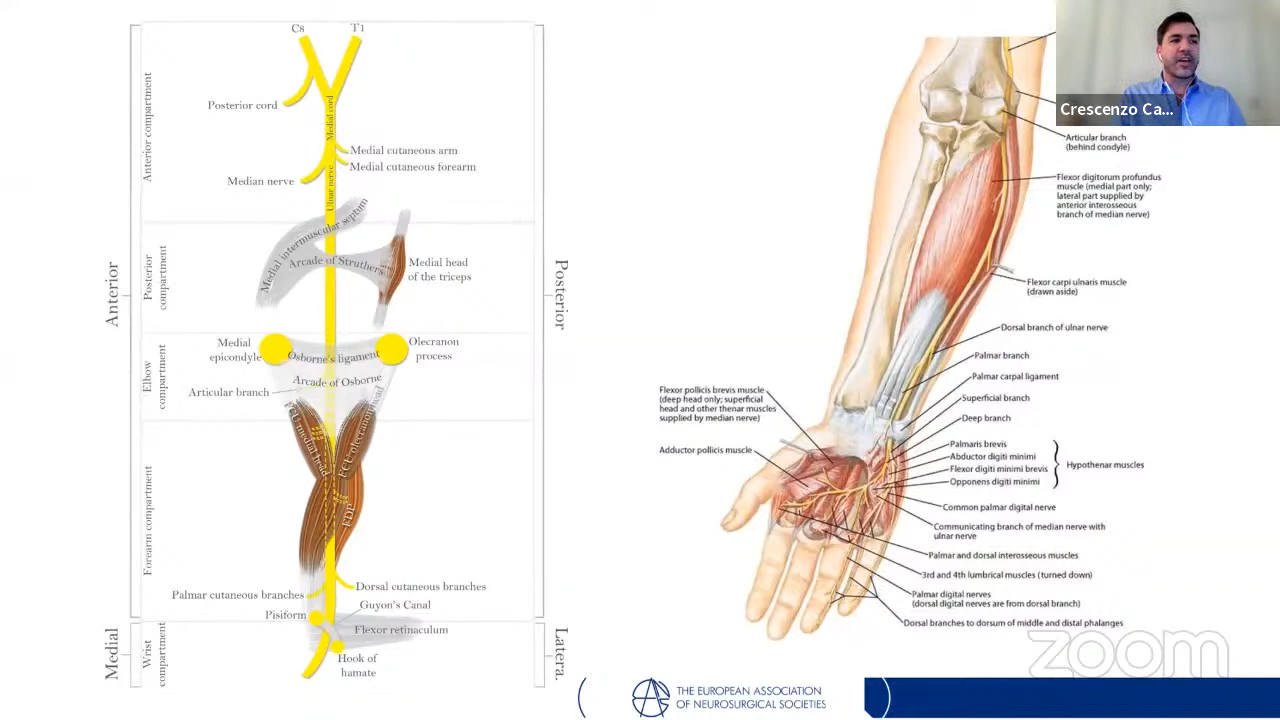 C8
T1
Posterior cord
Medial cord
Medial cutaneous arm
Medial cutaneous forearm
Median nerve
Ulnar nerve
Anterior compartment
Medial intermuscular septum
Arcade of Struthers
Medial head
of the triceps
Posterior
compartment
Anterior
Posterior
Medial
epicondyle
Osborne's ligament
Olecranon
process
Arcade of Osborne
Articular branch
Elbow
compartment
medial head
FCU olecranon head
FDP
Forearm compartment
Palmar cutaneous branches
Dorsal cutaneous branches
Pisiform
Guyon's Canal
Flexor retinaculum
Hook of
hamate
Medial
Wrist
compartment
Latera.
Crescenzo Ca...
Articular branch
(behind condyle)
Flexor digitorum profundus
muscle (medial part only;
lateral part supplied by
anterior interosseous
branch of median nerve)
Flexor carpi ulnaris muscle
(drawn aside)
Dorsal branch of ulnar nerve
Palmar branch
Palmar carpal ligament
Superficial branch
Deep branch
Flexor pollicis brevis muscle
(deep head only; superficial
head and other thenar muscles
supplied by median nerve)
Adductor pollicis muscle
Palmaris brevis
Abductor digiti minimi
Flexor digiti minimi brevis
Opponens digiti minimi
Hypothenar muscles
Common palmar digital nerve
Communicating branch of median nerve with
ulnar nerve
Palmar and dorsal interosseous muscles
3rd and 4th lumbrical muscles (turned down)
Palmar digital nerves
(dorsal digital nerves are from dorsal branch)
Dorsal branches to dorsum of middle and distal phalanges
zoom
THE EUROPEAN ASSOCIATION
OF NEUROSURGICAL SOCIETIES